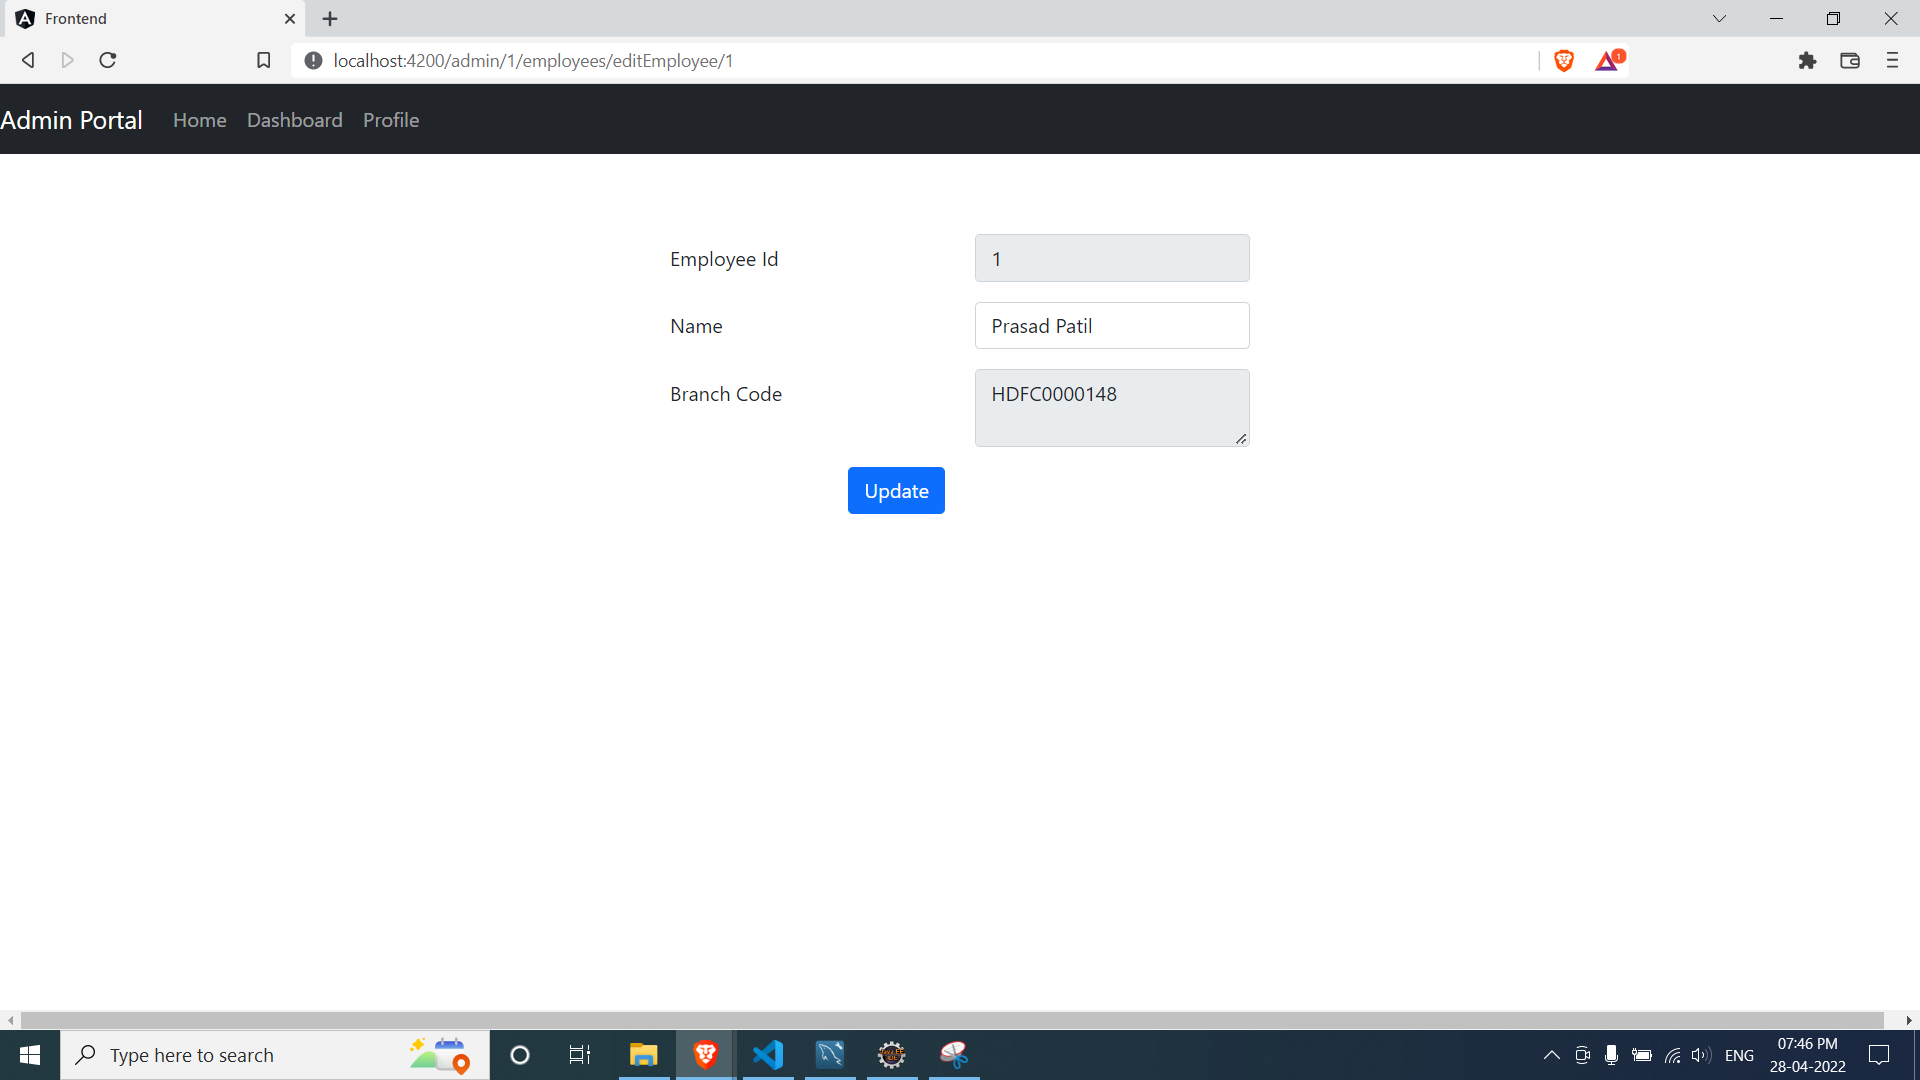 Frontend
localhost:4200/admin/1/employees/editEmployee/1
1
Admin Portal Home Dashboard Profile
Employee Id 1
Name Prasad Patil
Branch Code HDFC0000148
Update
Type here to search
ENG
07:46 PM
28-04-2022